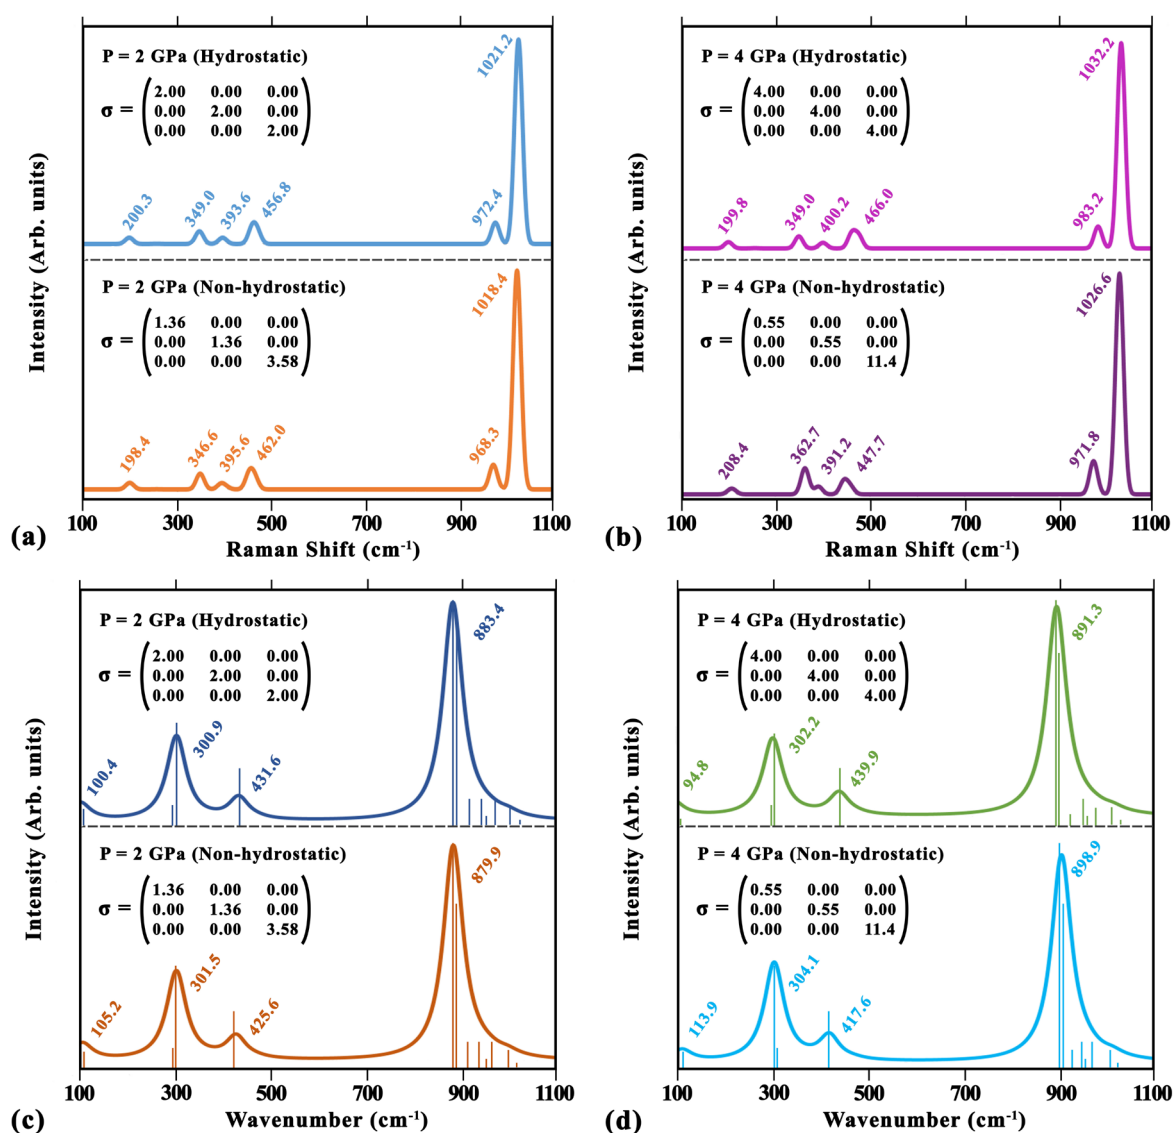 P = 2 GPa (Hydrostatic)
σ =
2.00 0.00 0.00
0.00 2.00 0.00
0.00 0.00 2.00
200.3
349.0
393.6
456.8
972.4
1021.2
P = 2 GPa (Non-hydrostatic)
σ =
1.36 0.00 0.00
0.00 1.36 0.00
0.00 0.00 3.58
198.4
346.6
395.6
462.0
968.3
1018.4
Intensity (Arb. units)
100 300 500 700 900 1100
Raman Shift (cm-1)
(a)
P = 4 GPa (Hydrostatic)
σ =
4.00 0.00 0.00
0.00 4.00 0.00
0.00 0.00 4.00
199.8
349.0
400.2
466.0
983.2
1032.2
P = 4 GPa (Non-hydrostatic)
σ =
0.55 0.00 0.00
0.00 0.55 0.00
0.00 0.00 11.4
208.4
362.7
391.2
447.7
971.8
1026.6
Intensity (Arb. units)
100 300 500 700 900 1100
Raman Shift (cm-1)
(b)
P = 2 GPa (Hydrostatic)
σ =
2.00 0.00 0.00
0.00 2.00 0.00
0.00 0.00 2.00
100.4
300.9
431.6
883.4
P = 2 GPa (Non-hydrostatic)
σ =
1.36 0.00 0.00
0.00 1.36 0.00
0.00 0.00 3.58
105.2
301.5
425.6
879.9
Intensity (Arb. units)
100 300 500 700 900 1100
Wavenumber (cm-1)
(c)
P = 4 GPa (Hydrostatic)
σ =
4.00 0.00 0.00
0.00 4.00 0.00
0.00 0.00 4.00
94.8
302.2
439.9
891.3
P = 4 GPa (Non-hydrostatic)
σ =
0.55 0.00 0.00
0.00 0.55 0.00
0.00 0.00 11.4
113.9
304.1
417.6
898.9
Intensity (Arb. units)
100 300 500 700 900 1100
Wavenumber (cm-1)
(d)